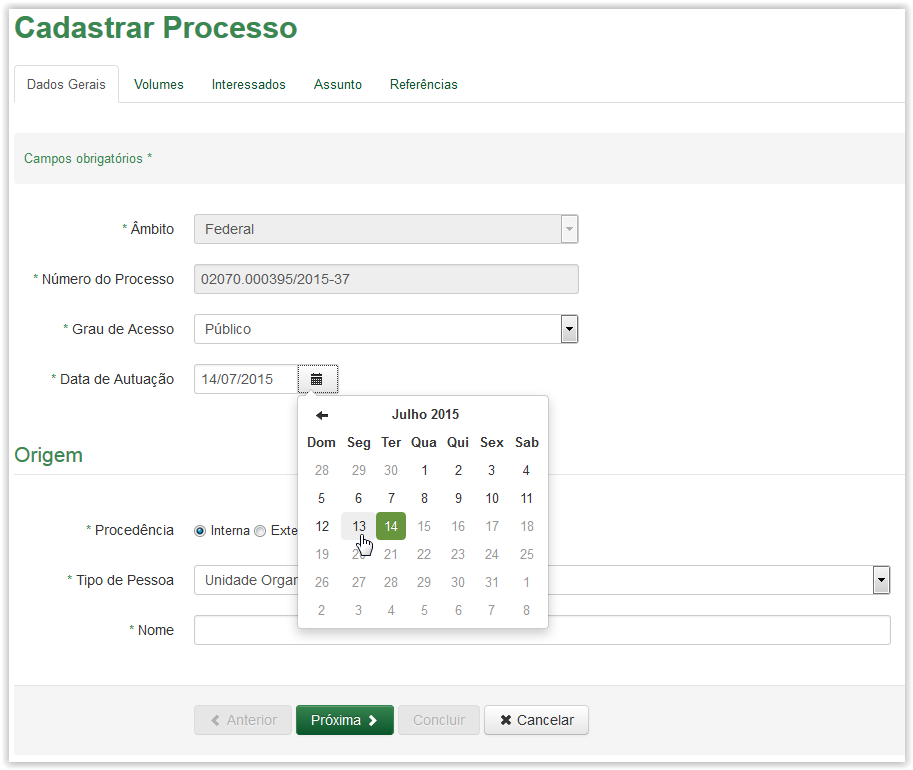 Cadastrar Processo
Dados Gerais Volumes Interessados Assunto Referências
Campos obrigatórios *
* Âmbito Federal
* Número do Processo 02070.000395/2015-37
* Grau de Acesso Público
* Data de Autuação 14/07/2015
Julho 2015
Dom Seg Ter Qua Qui Sex Sab
28 29 30 1 2 3 4
5 6 7 8 9 10 11
12 13 14 15 16 17 18
19 20 21 22 23 24 25
26 27 28 29 30 31 1
2 3 4 5 6 7 8
Origem
* Procedência Interna Exte
* Tipo de Pessoa Unidade Organ
* Nome
Anterior Próxima Concluir Cancelar